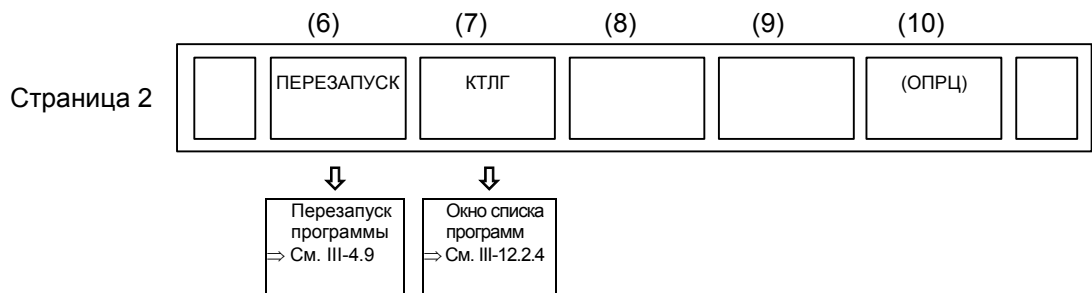 (6) (7) (8) (9) (10)
Страница 2
ПЕРЕЗАПУСК КТЛГ (ОПРЦ)
Перезапуск
программы
⇒ См. III-4.9
Окно списка
программ
⇒ См. III-12.2.4